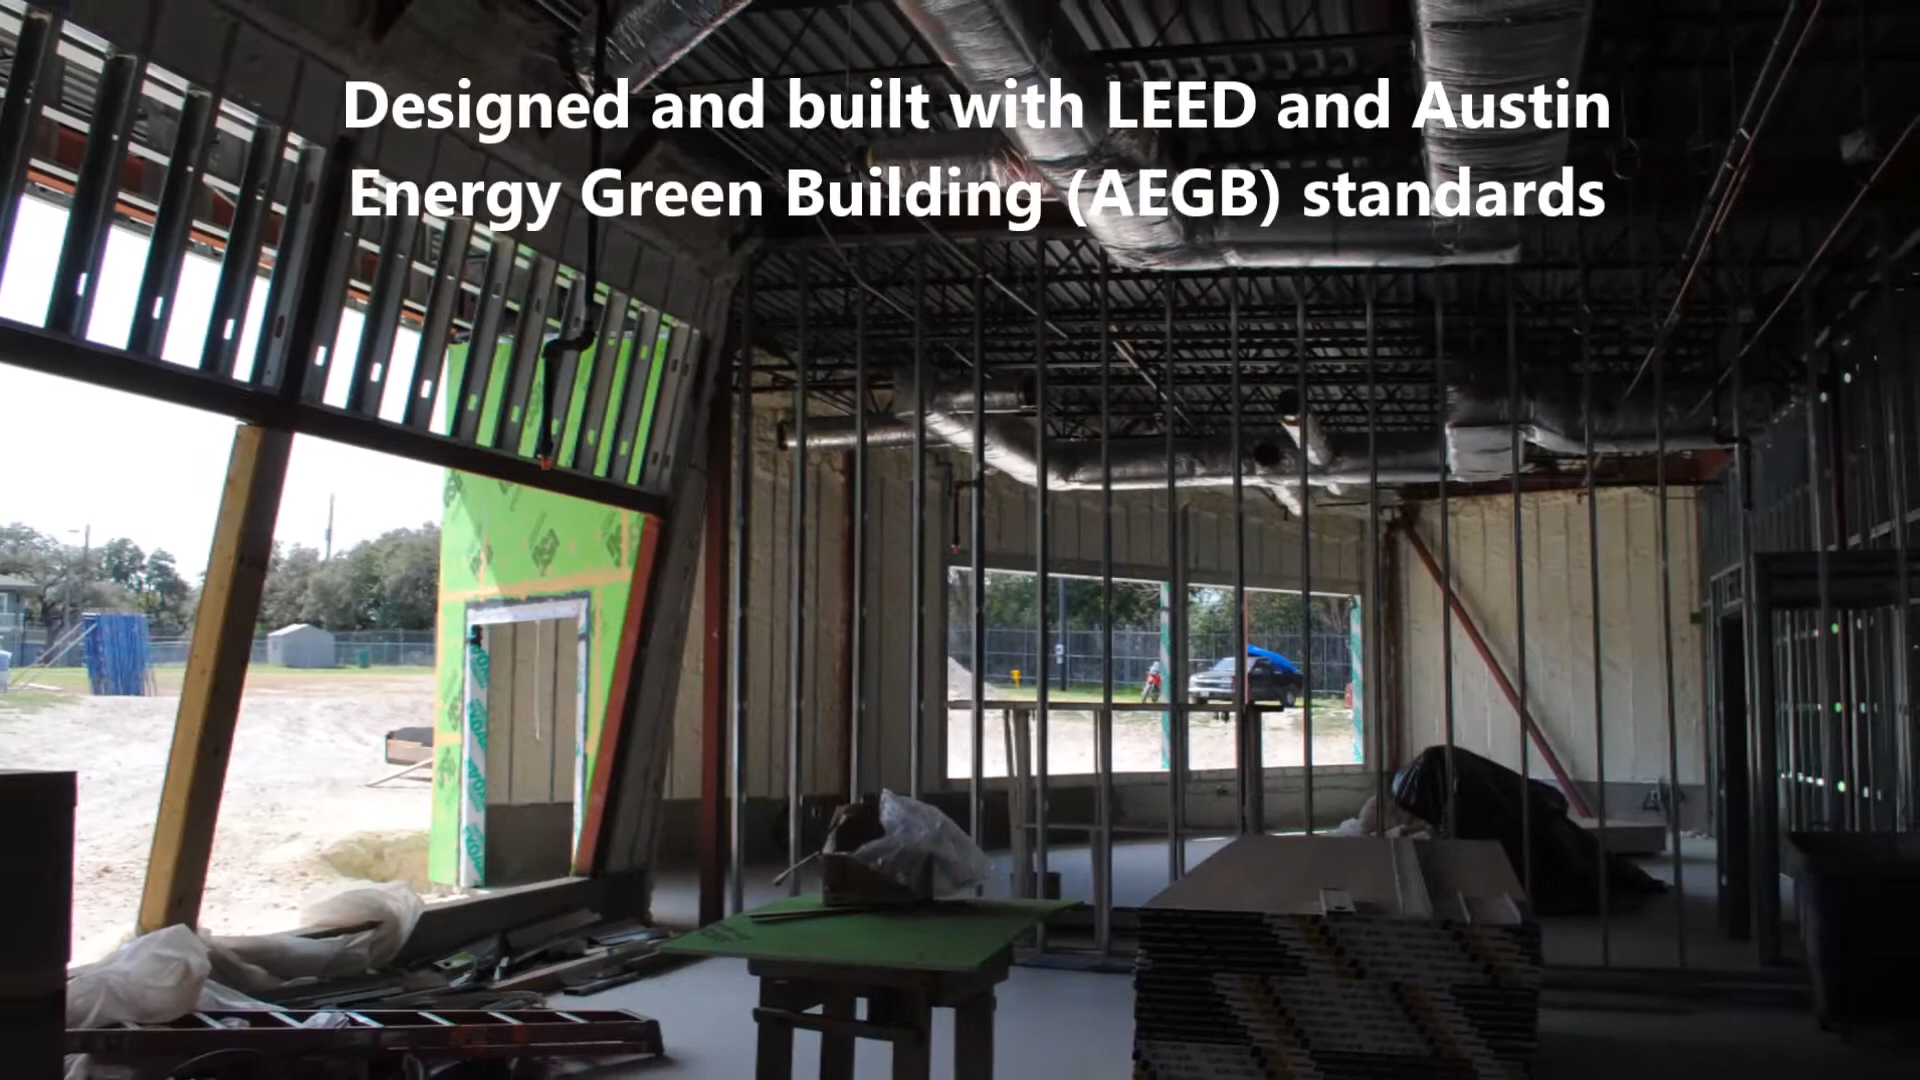 Designed and built with LEED and Austin
Energy Green Building (AEGB) standards